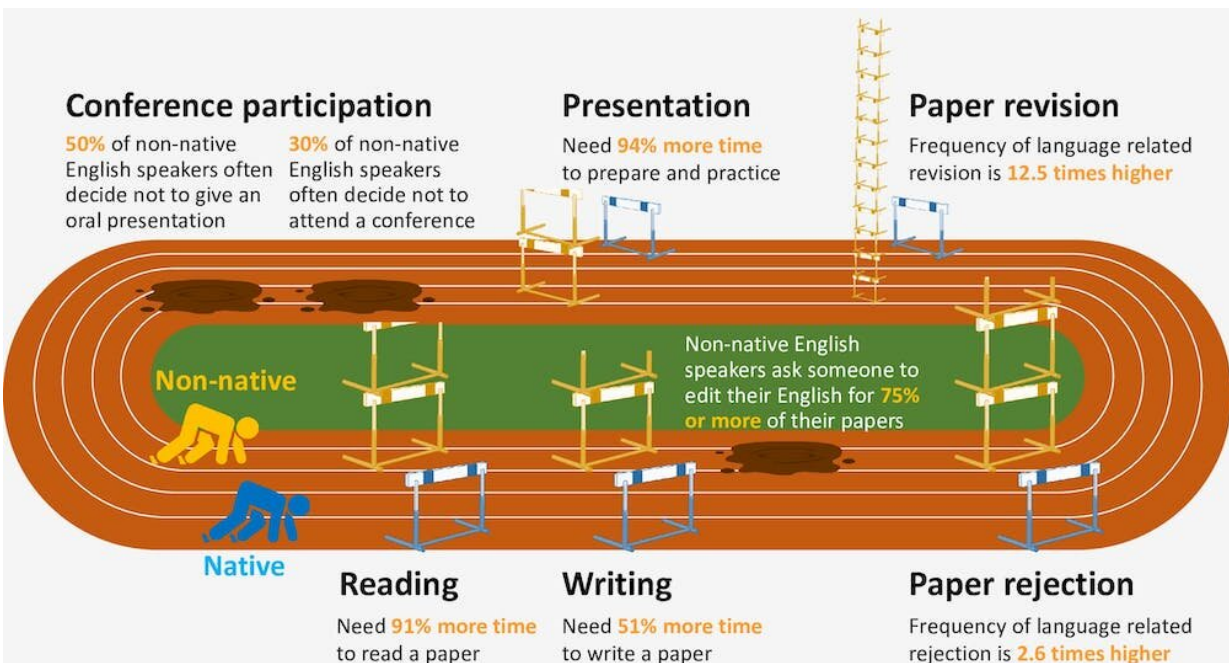 Conference participation
50% of non-native
English speakers often
decide not to give an
oral presentation
30% of non-native
English speakers
often decide not to
attend a conference
Presentation
Need 94% more time
to prepare and practice
Paper revision
Frequency of language related
revision is 12.5 times higher
Non-native English
speakers ask someone to
edit their English for 75%
or more of their papers
Non-native
Native
Reading
Need 91% more time
to read a paper
Writing
Need 51% more time
to write a paper
Paper rejection
Frequency of language related
rejection is 2.6 times higher